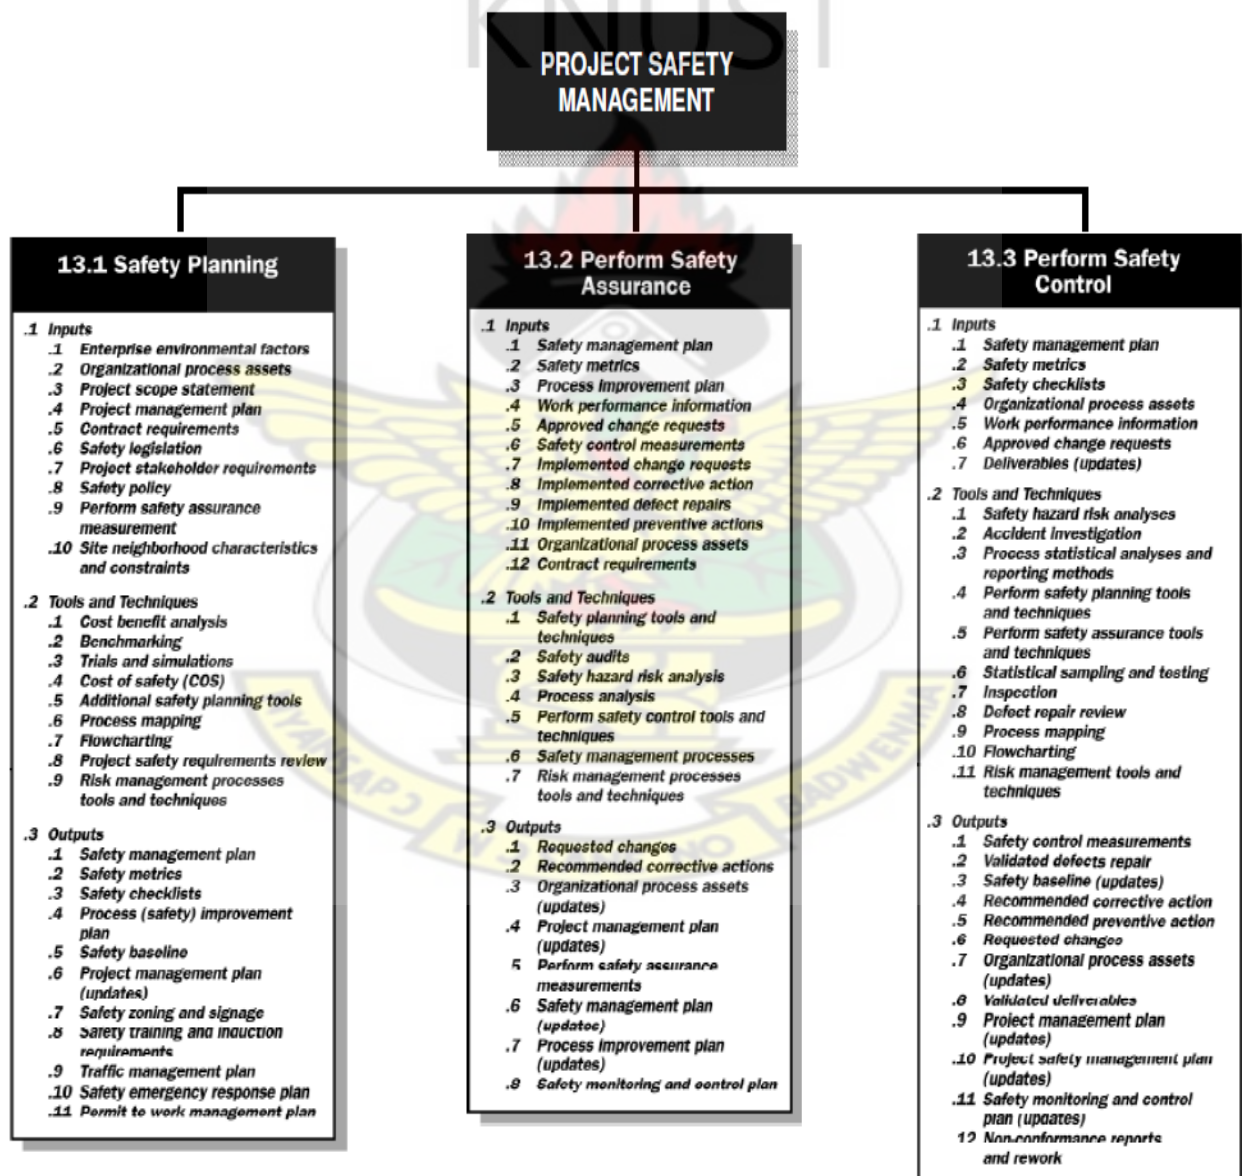 KNUST
PROJECT SAFETY
MANAGEMENT
13.1 Safety Planning
.1 Inputs
.1 Enterprise environmental factors
.2 Organizational process assets
.3 Project scope statement
.4 Project management plan
.5 Contract requirements
.6 Safety legislation
.7 Project stakeholder requirements
.8 Safety policy
.9 Perform safety assurance
measurement
.10 Site neighborhood characteristics
and constraints
.2 Tools and Techniques
.1 Cost benefit analysis
.2 Benchmarking
.3 Trials and simulations
.4 Cost of safety (COS)
.5 Additional safety planning tools
.6 Process mapping
.7 Flowcharting
.8 Project safety requirements review
.9 Risk management processes
tools and techniques
.3 Outputs
.1 Safety management plan
.2 Safety metrics
.3 Safety checklists
.4 Process (safety) improvement
plan
.5 Safety baseline
.6 Project management plan
(updates)
.7 Safety zoning and signage
.8 Safety training and induction
requirements
.9 Traffic management plan
.10 Safety emergency response plan
.11 Permit to work management plan
13.2 Perform Safety
Assurance
.1 Inputs
.1 Safety management plan
.2 Safety metrics
.3 Process improvement plan
.4 Work performance information
.5 Approved change requests
.6 Safety control measurements
.7 Implemented change requests
.8 Implemented corrective action
.9 Implemented defect repairs
.10 Implemented preventive actions
.11 Organizational process assets
.12 Contract requirements
.2 Tools and Techniques
.1 Safety planning tools and
techniques
.2 Safety audits
.3 Safety hazard risk analysis
.4 Process analysis
.5 Perform safety control tools and
techniques
.6 Safety management processes
.7 Risk management processes
tools and techniques
.3 Outputs
.1 Requested changes
.2 Recommended corrective actions
.3 Organizational process assets
(updates)
.4 Project management plan
(updates)
.5 Perform safety assurance
measurements
.6 Safety management plan
(updates)
.7 Process improvement plan
(updates)
.8 Safety monitoring and control plan
13.3 Perform Safety
Control
.1 Inputs
.1 Safety management plan
.2 Safety metrics
.3 Safety checklists
.4 Organizational process assets
.5 Work performance information
.6 Approved change requests
.7 Deliverables (updates)
.2 Tools and Techniques
.1 Safety hazard risk analyses
.2 Accident investigation
.3 Process statistical analyses and
reporting methods
.4 Perform safety planning tools
and techniques
.5 Perform safety assurance tools
and techniques
.6 Statistical sampling and testing
.7 Inspection
.8 Defect repair review
.9 Process mapping
.10 Flowcharting
.11 Risk management tools and
techniques
.3 Outputs
.1 Safety control measurements
.2 Validated defects repair
.3 Safety baseline (updates)
.4 Recommended corrective action
.5 Recommended preventive action
.6 Requested changes
.7 Organizational process assets
(updates)
.8 Validated deliverables
.9 Project management plan
(updates)
.10 Project safety management plan
(updates)
.11 Safety monitoring and control
plan (updates)
12 Non-conformance reports
and rework
BADWENMA